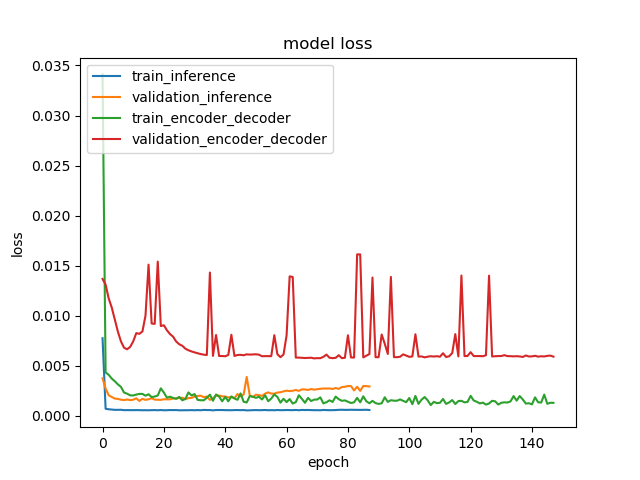 model loss
train_inference
validation_inference
train_encoder_decoder
validation_encoder_decoder
loss
0.035
0.030
0.025
0.020
0.015
0.010
0.005
0.000
0
20
40
60
80
100
120
140
epoch